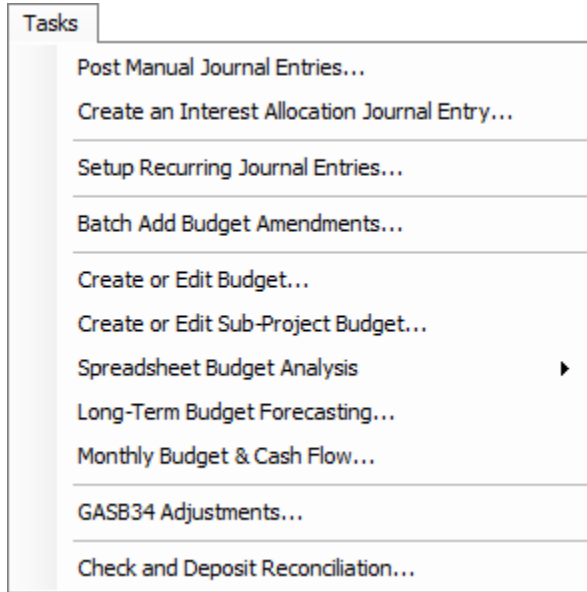 Tasks
Post Manual Journal Entries...
Create an Interest Allocation Journal Entry...
Setup Recurring Journal Entries...
Batch Add Budget Amendments...
Create or Edit Budget...
Create or Edit Sub-Project Budget...
Spreadsheet Budget Analysis
Long-Term Budget Forecasting...
Monthly Budget & Cash Flow...
GASB34 Adjustments...
Check and Deposit Reconciliation...